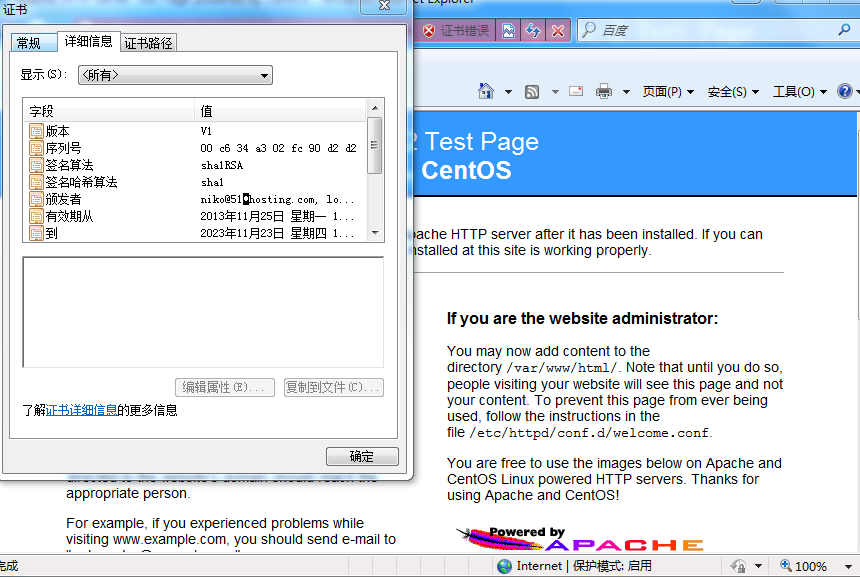 证书
t Explorer
常规 详细信息 证书路径
证书错误
百度
显示(S): <所有>
页面(P) 安全(S) 工具(O)
字段 值
版本 V1
序列号 00 c6 34 a3 02 fc 90 d2 d2
签名算法 sha1RSA
签名哈希算法 sha1
颁发者 niko@51 hosting.com, lo...
有效期从 2013年11月25日 星期一 1...
到 2023年11月23日 星期四 1...
编辑属性(E)... 复制到文件(C)...
了解证书详细信息的更多信息
确定
2 Test Page
CentOS
pache HTTP server after it has been installed. If you can
nstalled at this site is working properly.
If you are the website administrator:
You may now add content to the
directory /var/www/html/. Note that until you do so,
people visiting your website will see this page and not
your content. To prevent this page from ever being
used, follow the instructions in the
file /etc/httpd/conf.d/welcome.conf.
You are free to use the images below on Apache and
CentOS Linux powered HTTP servers. Thanks for
using Apache and CentOS!
Powered by
APACHE
appropriate person.
For example, if you experienced problems while
visiting www.example.com, you should send e-mail to
完成
Internet | 保护模式: 启用
100%